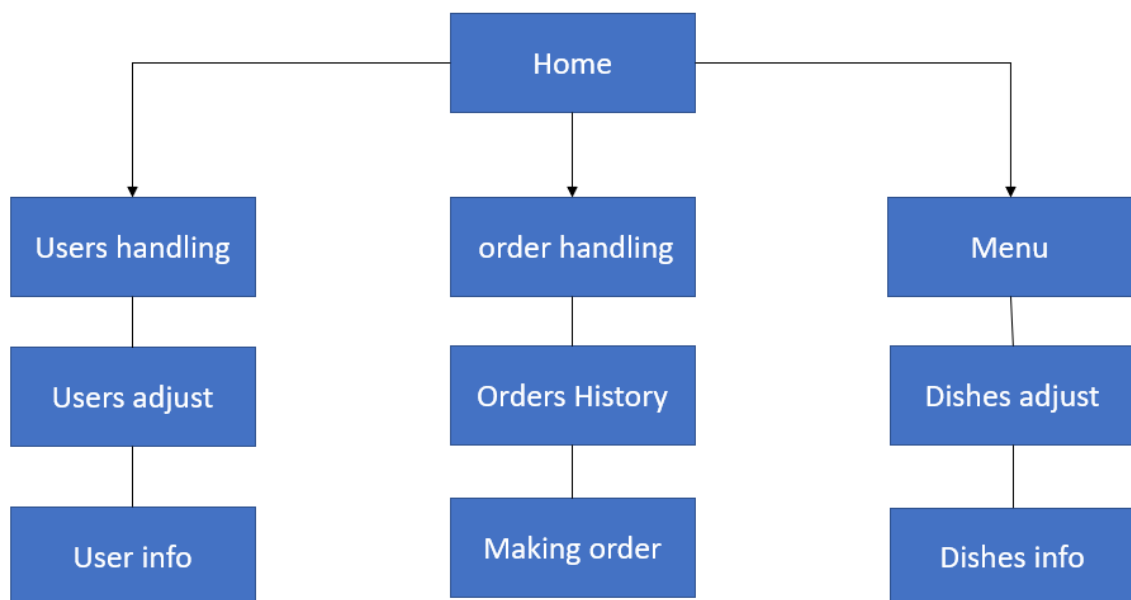 Home
Users handling
order handling
Menu
Users adjust
Orders History
Dishes adjust
User info
Making order
Dishes info